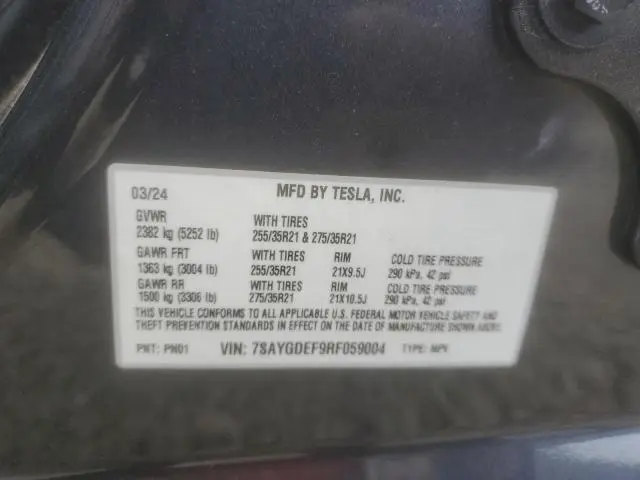 03/24 MFD BY TESLA, INC.
GVWR WITH TIRES
2382 kg (5252 lb) 255/35R21 & 275/35R21
GAWR FRT WITH TIRES RIM COLD TIRE PRESSURE
1363 kg (3004 lb) 255/35R21 21X9.5J 290 kPa, 42 psi
GAWR RR WITH TIRES RIM COLD TIRE PRESSURE
1500 kg (3306 lb) 275/35R21 21X10.5J 290 kPa, 42 psi
THIS VEHICLE CONFORMS TO ALL APPLICABLE U.S. FEDERAL MOTOR VEHICLE SAFETY AND
THEFT PREVENTION STANDARDS IN EFFECT ON THE DATE OF MANUFACTURE SHOWN ABOVE.
PNT: PN01 VIN: 7SAYGDEF9RF059004 TYPE: MPV